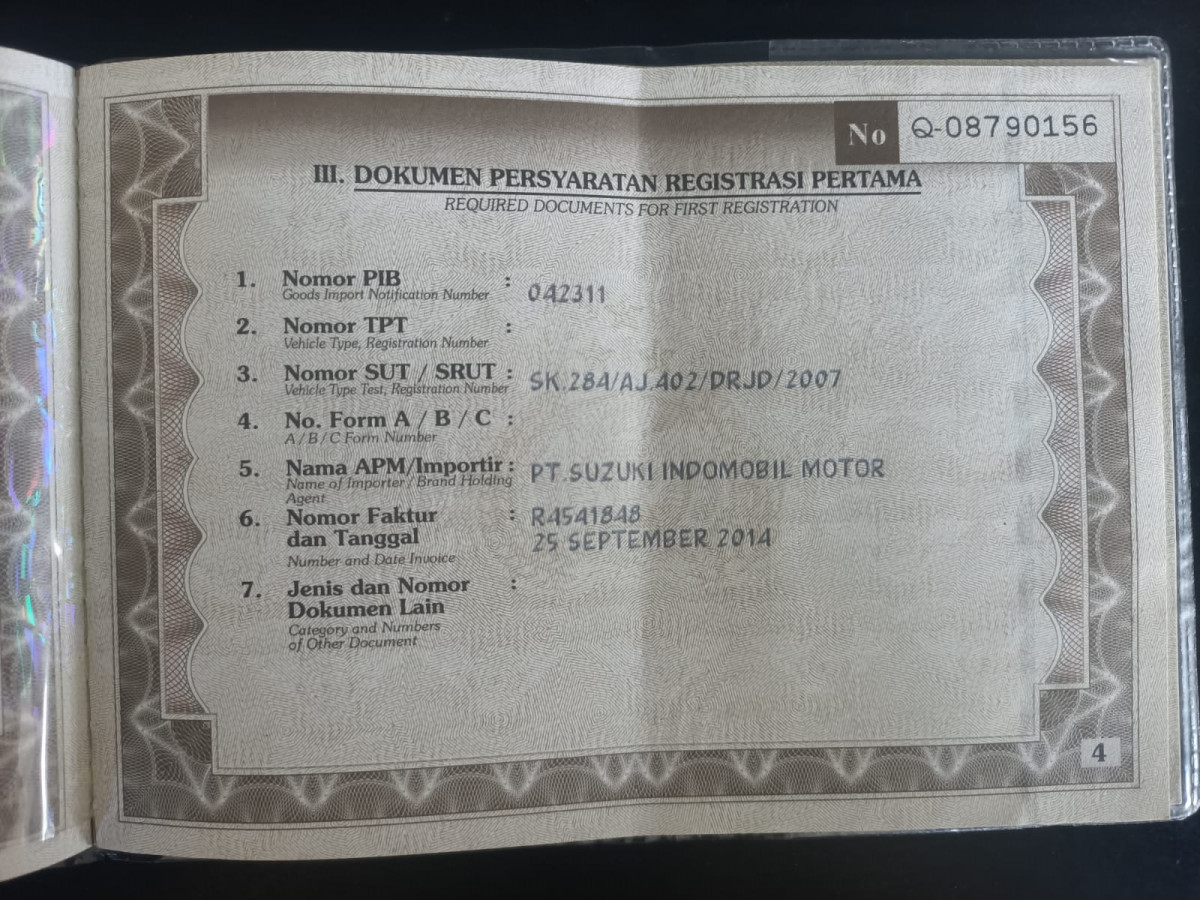 No Q-08790156
III. DOKUMEN PERSYARATAN REGISTRASI PERTAMA
REQUIRED DOCUMENTS FOR FIRST REGISTRATION
1. Nomor PIB : 042311
Goods Import Notification Number
2. Nomor TPT :
Vehicle Type, Registration Number
3. Nomor SUT / SRUT : SK.284/AJ.402/DRJD/2007
Vehicle Type Test, Registration Number
4. No. Form A / B / C :
A / B / C Form Number
5. Nama APM/Importir : PT.SUZUKI INDOMOBIL MOTOR
Name of Importer / Brand Holding
Agent
6. Nomor Faktur : R4541848
dan Tanggal 25 SEPTEMBER 2014
Number and Date Invoice
7. Jenis dan Nomor :
Dokumen Lain
Category and Numbers
of Other Document
4